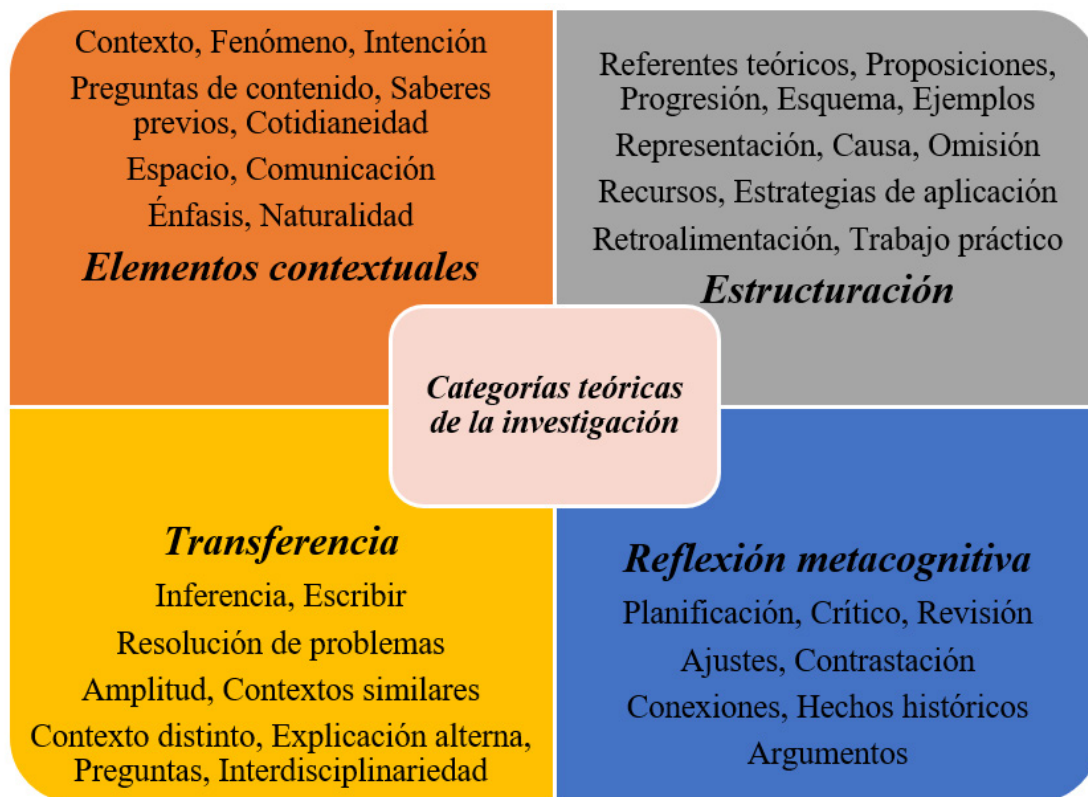 Contexto, Fenómeno, Intención
Preguntas de contenido, Saberes
previos, Cotidianeidad
Espacio, Comunicación
Énfasis, Naturalidad
Elementos contextuales
Referentes teóricos, Proposiciones,
Progresión, Esquema, Ejemplos
Representación, Causa, Omisión
Recursos, Estrategias de aplicación
Retroalimentación, Trabajo práctico
Estructuración
Categorías teóricas
de la investigación
Transferencia
Inferencia, Escribir
Resolución de problemas
Amplitud, Contextos similares
Contexto distinto, Explicación alterna,
Preguntas, Interdisciplinariedad
Reflexión metacognitiva
Planificación, Crítico, Revisión
Ajustes, Contrastación
Conexiones, Hechos históricos
Argumentos